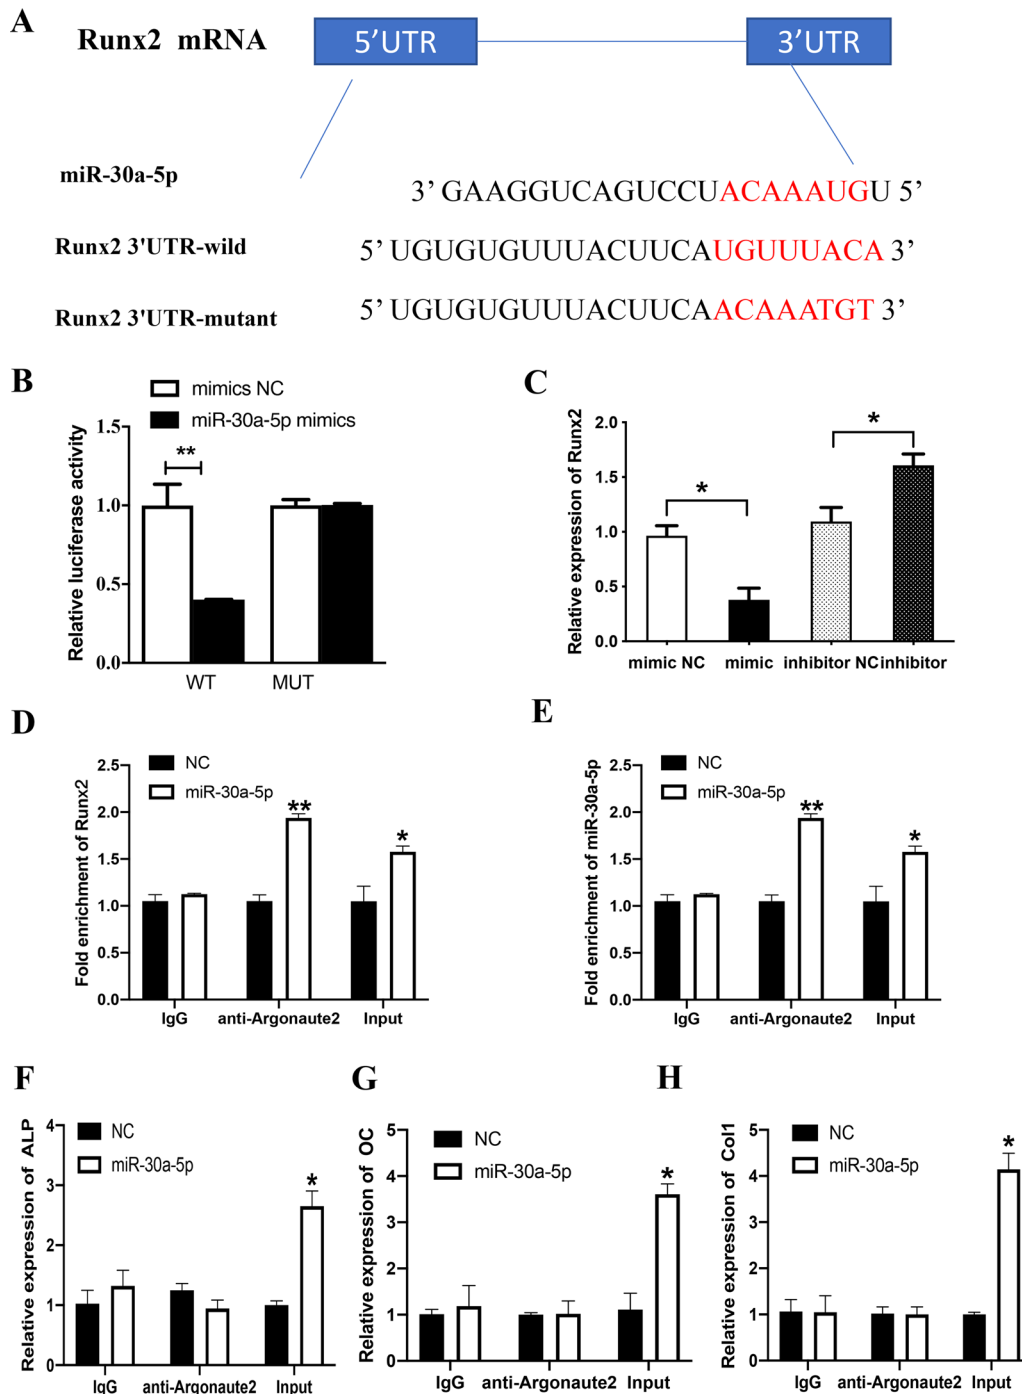 A
Runx2 mRNA
5’UTR
3’UTR
miR-30a-5p
3’ GAAGGUCAGUCCUACAAAUGU 5’
Runx2 3'UTR-wild
5’ UGUGUGUUUACUUCAUGUUUACA 3’
Runx2 3'UTR-mutant
5’ UGUGUGUUUACUUCAACAAATGT 3’
B
mimics NC
miR-30a-5p mimics
Relative luciferase activity
1.5
1.0
0.5
0.0
**
WT
MUT
C
Relative expression of Runx2
2.0
1.5
1.0
0.5
0.0
*
*
mimic NC
mimic
inhibitor NC
inhibitor
D
NC
miR-30a-5p
Fold enrichment of Runx2
2.5
2.0
1.5
1.0
0.5
0.0
**
*
IgG
anti-Argonaute2
Input
E
NC
miR-30a-5p
Fold enrichment of miR-30a-5p
2.5
2.0
1.5
1.0
0.5
0.0
**
*
IgG
anti-Argonaute2
Input
F
NC
miR-30a-5p
Relative expression of ALP
4
3
2
1
0
*
IgG
anti-Argonaute2
Input
G
NC
miR-30a-5p
Relative expression of OC
5
4
3
2
1
0
*
IgG
anti-Argonaute2
Input
H
NC
miR-30a-5p
Relative expression of Col1
5
4
3
2
1
0
*
IgG
anti-Argonaute2
Input